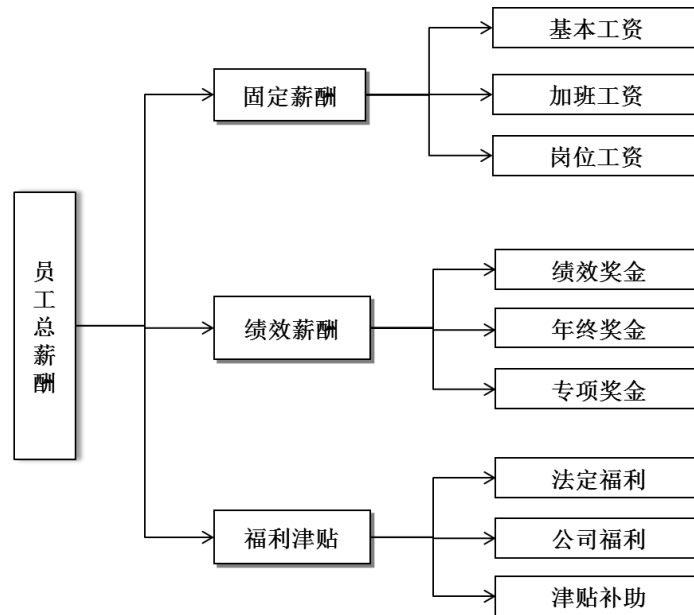 员工总薪酬
固定薪酬
基本工资
加班工资
岗位工资
绩效薪酬
绩效奖金
年终奖金
专项奖金
福利津贴
法定福利
公司福利
津贴补助